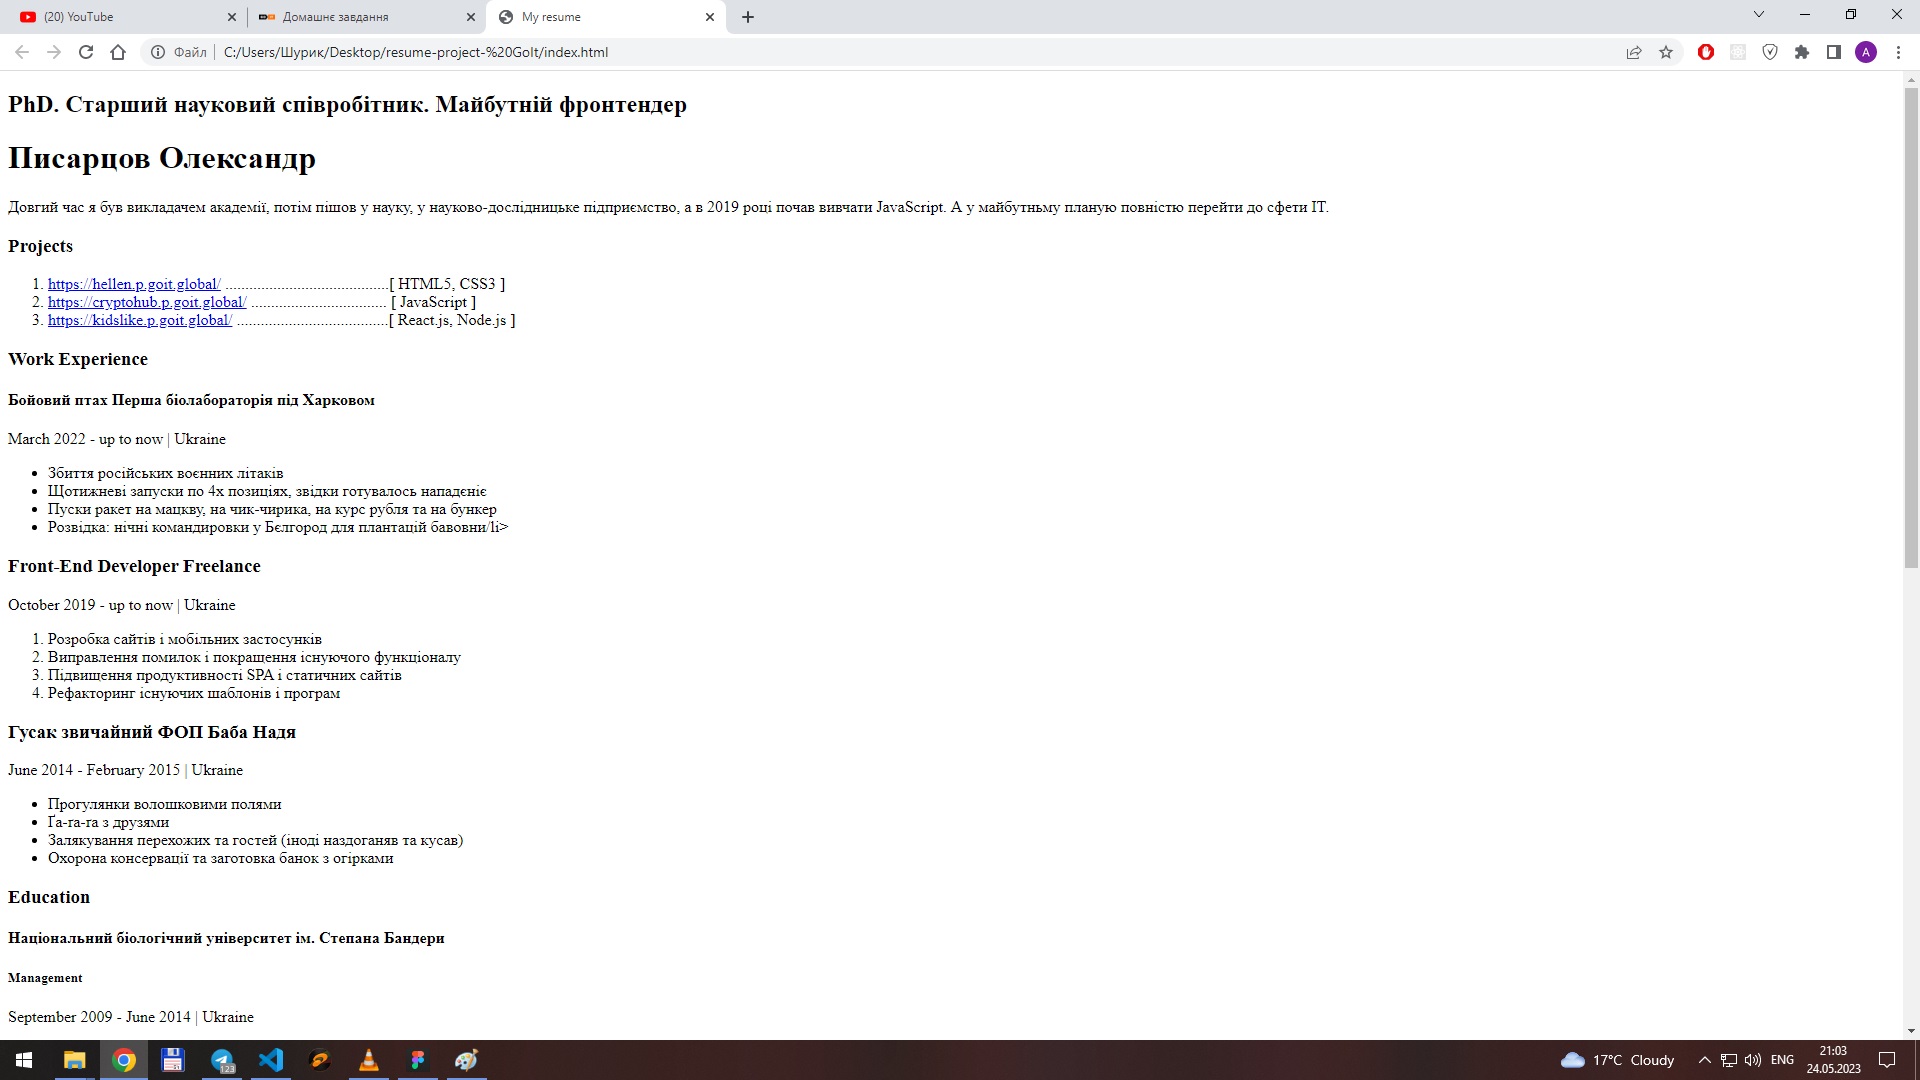 (20) YouTube
Домашнє завдання
My resume
Файл
C:/Users/Шурик/Desktop/resume-project-%20GoIt/index.html
A
PhD. Старший науковий співробітник. Майбутній фронтендер
Писарцов Олександр
Довгий час я був викладачем академії, потім пішов у науку, у науково-дослідницьке підприємство, а в 2019 році почав вивчати JavaScript. А у майбутньму планую повністю перейти до сфети IT.
Projects
1. https://hellen.p.goit.global/ .........................................[ HTML5, CSS3 ]
2. https://cryptohub.p.goit.global/ .................................. [ JavaScript ]
3. https://kidslike.p.goit.global/ ......................................[ React.js, Node.js ]
Work Experience
Бойовий птах Перша біолабораторія під Харковом
March 2022 - up to now | Ukraine
• Збиття російських воєнних літаків
• Щотижневі запуски по 4х позиціях, звідки готувалось нападєніє
• Пуски ракет на мацкву, на чик-чирика, на курс рубля та на бункер
• Розвідка: нічні командировки у Бєлгород для плантацій бавовни/li>
Front-End Developer Freelance
October 2019 - up to now | Ukraine
1. Розробка сайтів і мобільних застосунків
2. Виправлення помилок і покращення існуючого функціоналу
3. Підвищення продуктивності SPA і статичних сайтів
4. Рефакторинг існуючих шаблонів і програм
Гусак звичайний ФОП Баба Надя
June 2014 - February 2015 | Ukraine
• Прогулянки волошковими полями
• Ґа-ґа-ґа з друзями
• Залякування перехожих та гостей (іноді наздоганяв та кусав)
• Охорона консервації та заготовка банок з огірками
Education
Національний біологічний університет ім. Степана Бандери
Management
September 2009 - June 2014 | Ukraine
123
17°C Cloudy
ENG
21:03
24.05.2023